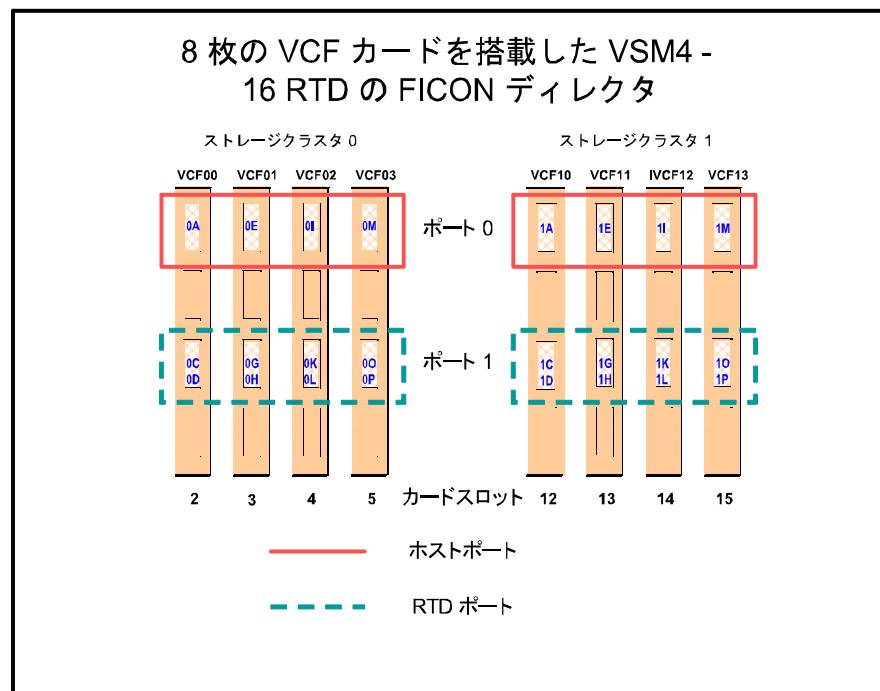 8 枚の VCF カードを搭載した VSM4 -
16 RTD の FICON ディレクタ
ストレージクラスタ 0
ストレージクラスタ 1
VCF00 VCF01 VCF02 VCF03
VCF10 VCF11 IVCF12 VCF13
0A 0E 0I 0M
ポート 0
1A 1E 1I 1M
0C 0G 0K 0O
0D 0H 0L 0P
ポート 1
1C 1G 1K 1O
1D 1H 1L 1P
2 3 4 5 カードスロット 12 13 14 15
ホストポート
RTD ポート